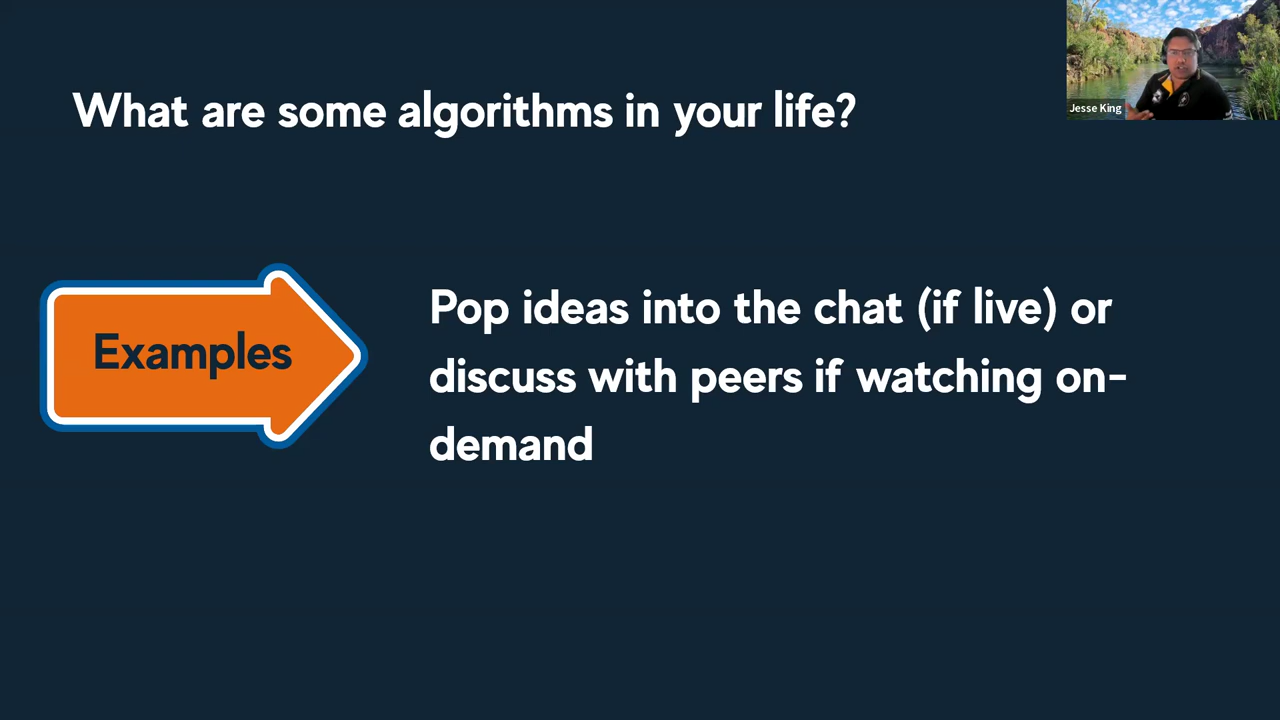 What are some algorithms in your life?
Jesse King
Examples
Pop ideas into the chat (if live) or
discuss with peers if watching on-
demand